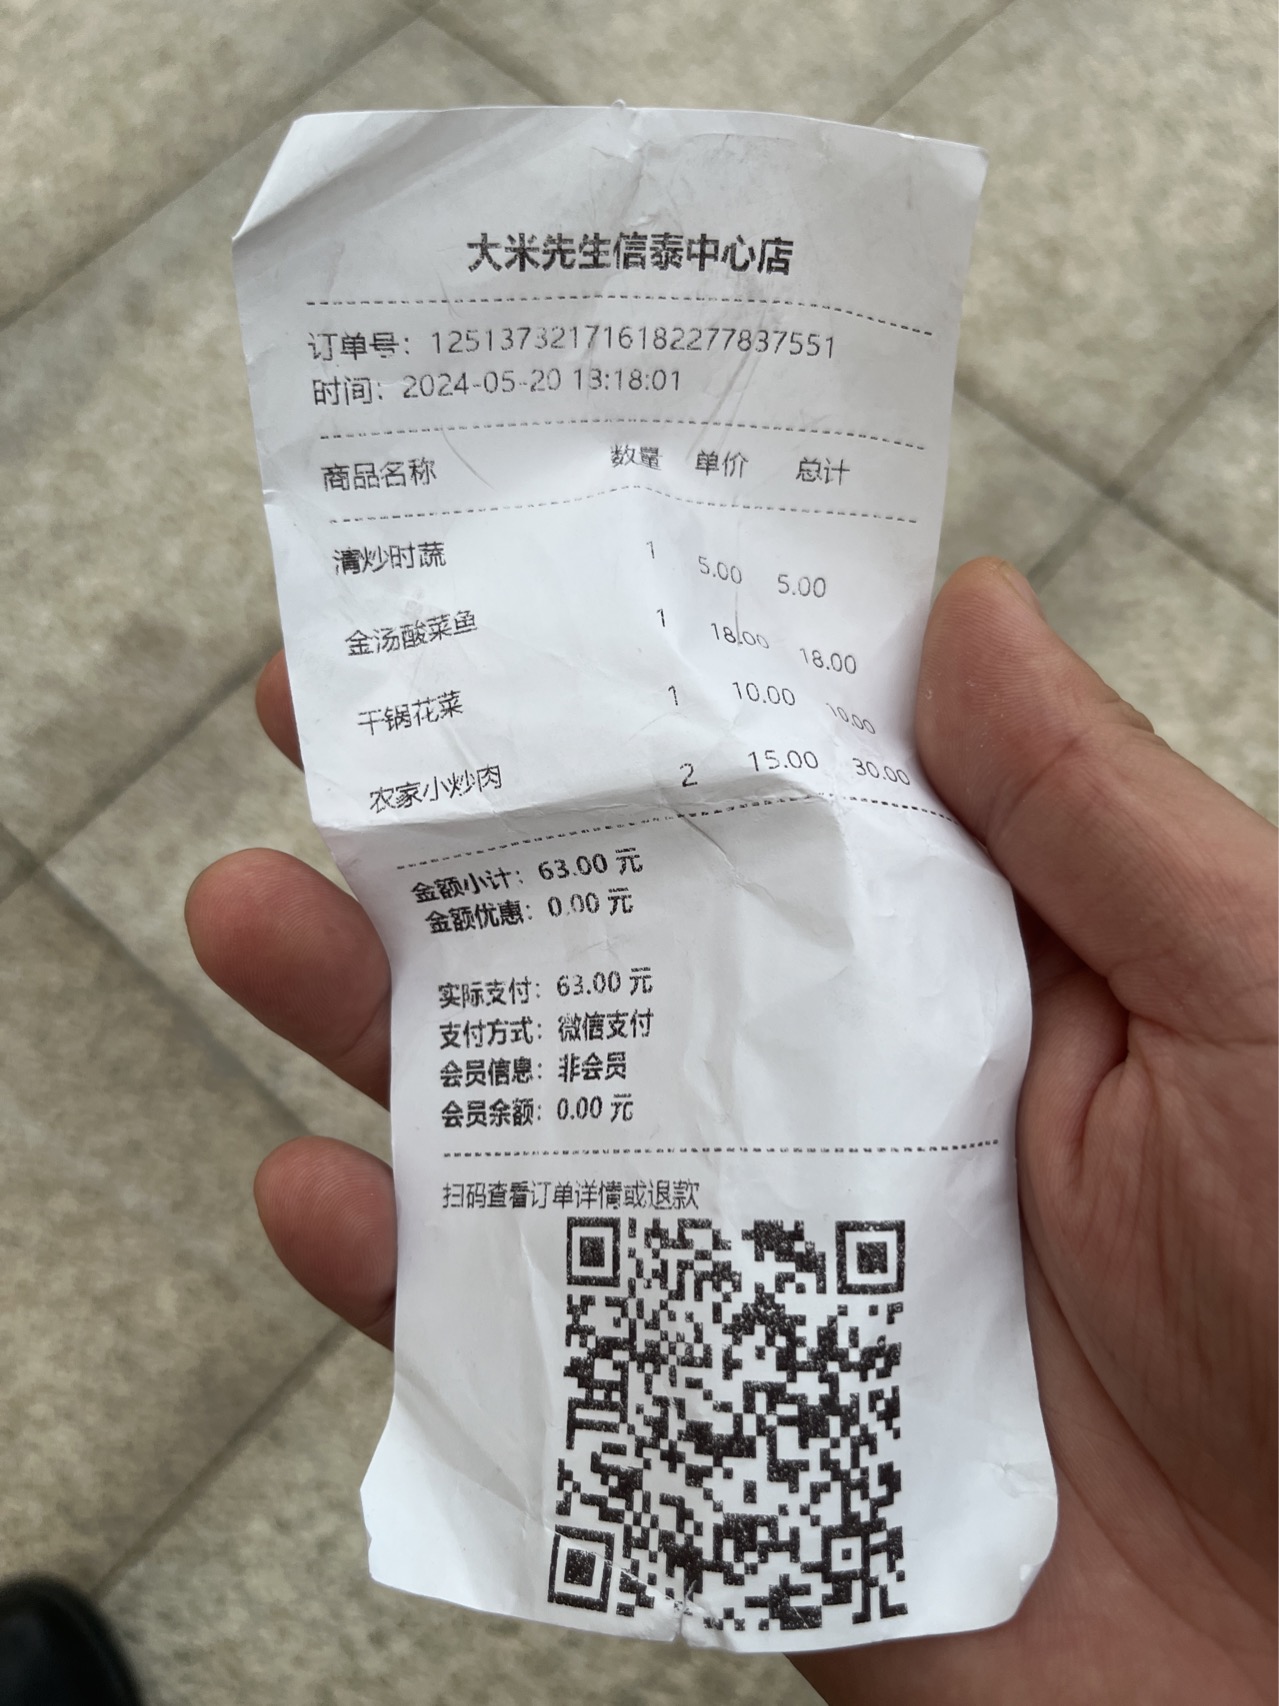 大米先生信泰中心店
订单号：1251373217161822778​37551
时间：2024-05-20 13:18:01
商品名称 数量 单价 总计
清炒时蔬 1 5.00 5.00
金汤酸菜鱼 1 18.00 18.00
干锅花菜 1 10.00 10.00
农家小炒肉 2 15.00 30.00
金额小计：63.00 元
金额优惠：0.00 元
实际支付：63.00 元
支付方式：微信支付
会员信息：非会员
会员余额：0.00 元
扫码查看订单详情或退款